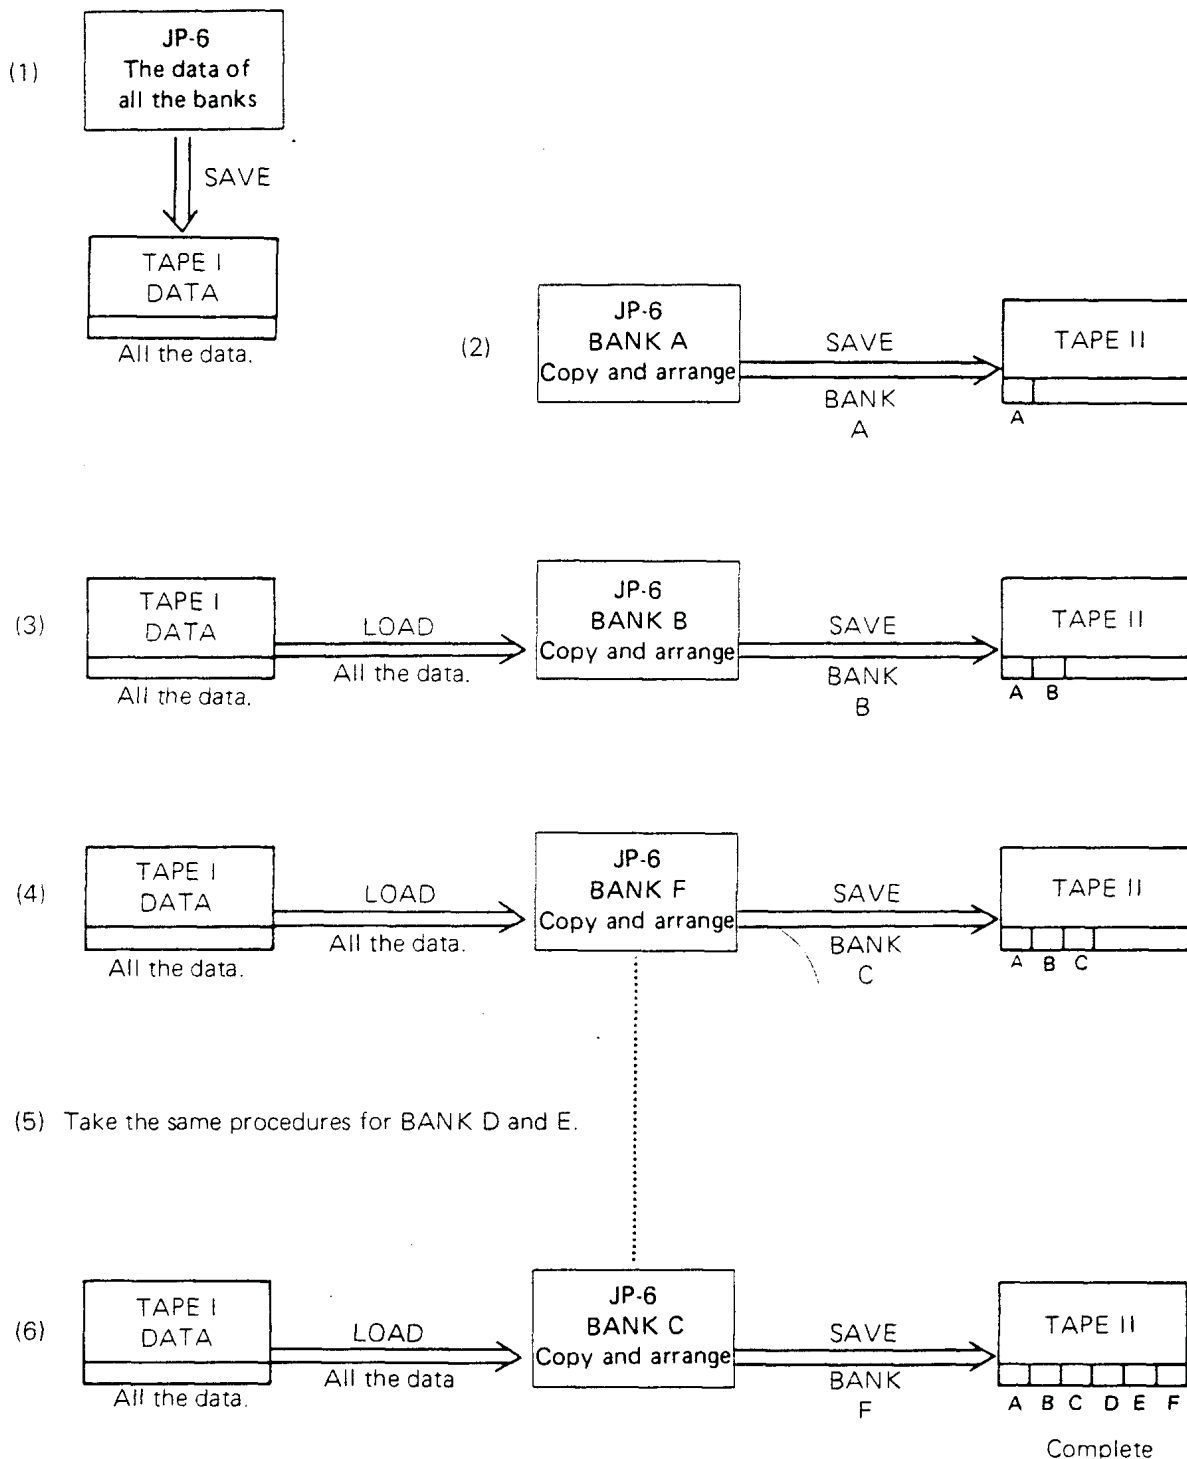 (1)
JP-6
The data of
all the banks
SAVE
TAPE I
DATA
All the data.
(2)
JP-6
BANK A
Copy and arrange
SAVE
BANK
A
TAPE II
A
(3)
TAPE I
DATA
All the data.
LOAD
All the data.
JP-6
BANK B
Copy and arrange
SAVE
BANK
B
TAPE II
A B
(4)
TAPE I
DATA
All the data.
LOAD
All the data.
JP-6
BANK F
Copy and arrange
SAVE
BANK
C
TAPE II
A B C
(5) Take the same procedures for BANK D and E.
(6)
TAPE I
DATA
All the data.
LOAD
All the data
JP-6
BANK C
Copy and arrange
SAVE
BANK
F
TAPE II
A B C D E F
Complete